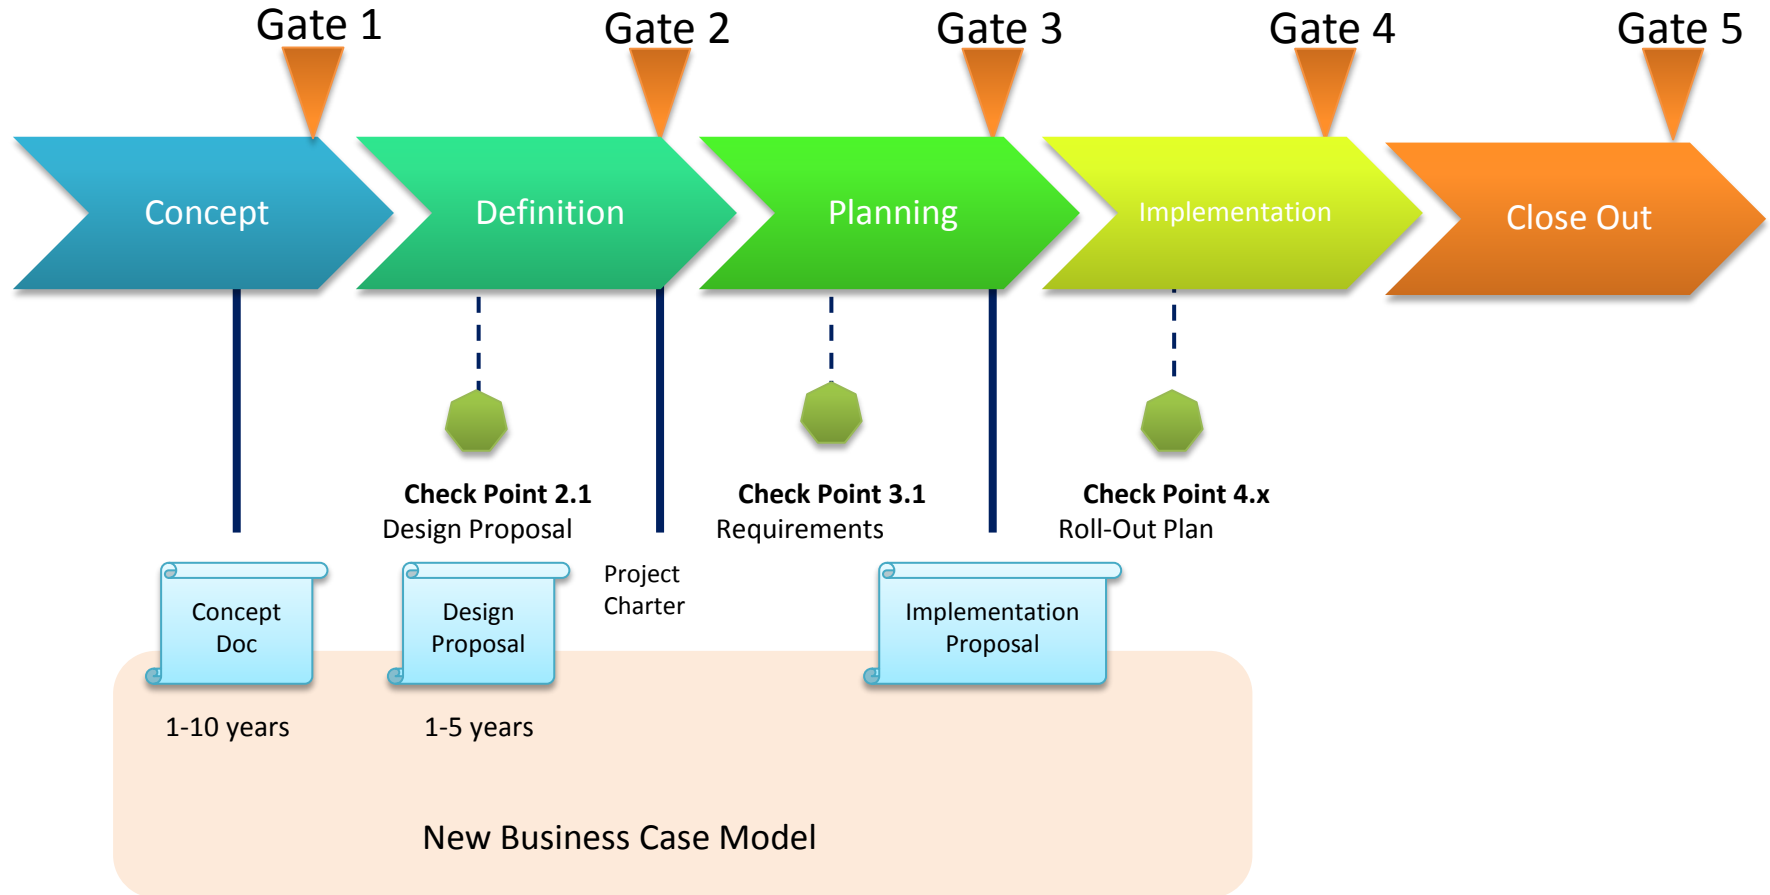 Gate 1
Gate 2
Gate 3
Gate 4
Gate 5
Concept
Definition
Planning
Implementation
Close Out
Check Point 2.1
Design Proposal
Check Point 3.1
Requirements
Check Point 4.x
Roll-Out Plan
Concept
Doc
Design
Proposal
Project
Charter
Implementation
Proposal
1-10 years
1-5 years
New Business Case Model